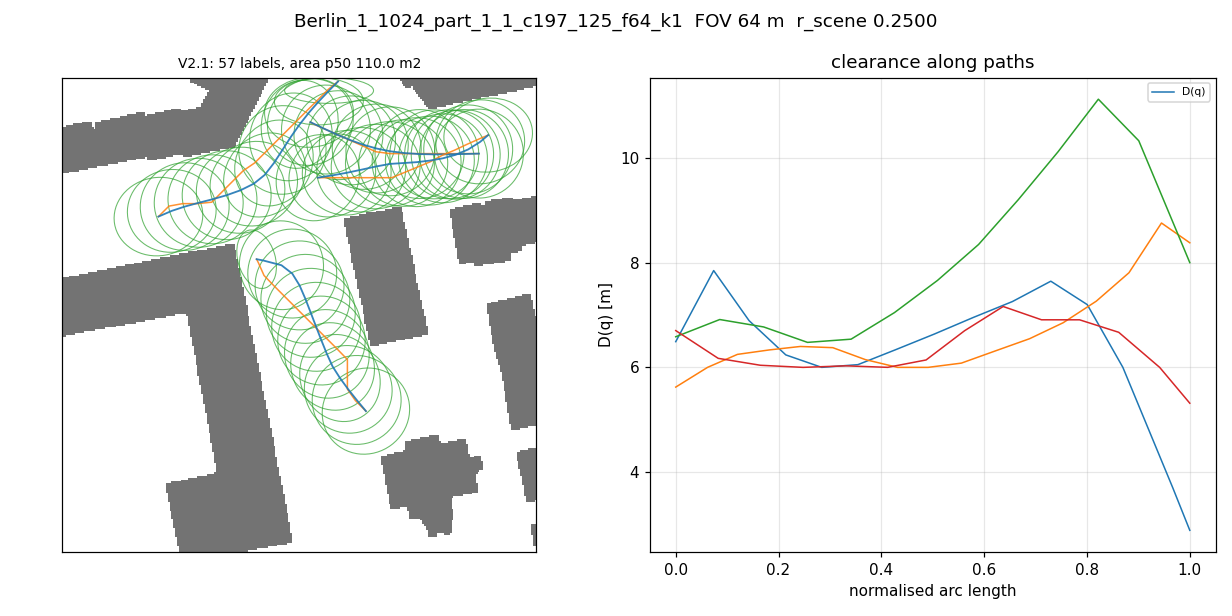 Berlin_1_1024_part_1_1_c197_125_f64_k1  FOV 64 m  r_scene 0.2500
V2.1: 57 labels, area p50 110.0 m2
clearance along paths
D(q)
10
8
6
4
D(q) [m]
0.0 0.2 0.4 0.6 0.8 1.0
normalised arc length